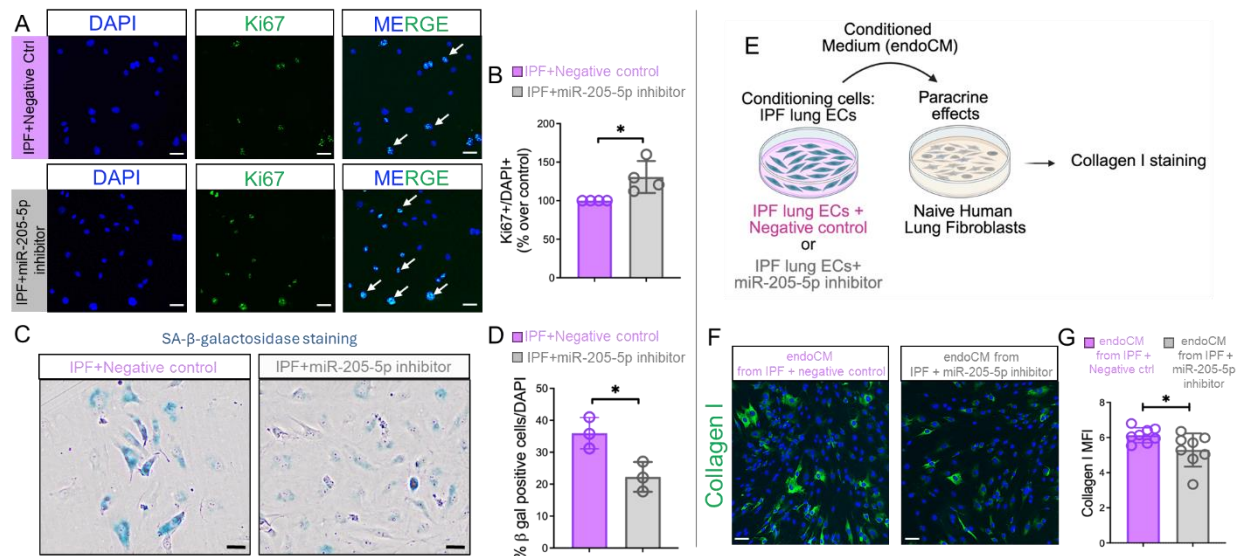 A
DAPI
Ki67
MERGE
IPF+Negative Ctrl
DAPI
Ki67
MERGE
IPF+miR-205-5p
inhibitor
B
IPF+Negative control
IPF+miR-205-5p inhibitor
Ki67+/DAPI+
(% over control)
200
150
100
50
0
*
C
SA-β-galactosidase staining
IPF+Negative control
IPF+miR-205-5p inhibitor
D
IPF+Negative control
IPF+miR-205-5p inhibitor
% β gal positive cells/DAPI
50
40
30
20
10
0
*
E
Conditioned
Medium (endoCM)
Conditioning cells:
IPF lung ECs
Paracrine
effects
Collagen I staining
IPF lung ECs +
Negative control
or
IPF lung ECs+
miR-205-5p inhibitor
Naive Human
Lung Fibroblasts
F
endoCM
from IPF + negative control
endoCM from
IPF + miR-205-5p inhibitor
Collagen I
G
endoCM
from IPF +
Negative ctrl
endoCM
from IPF +
miR-205-5p
inhibitor
Collagen I MFI
8
6
4
2
0
*